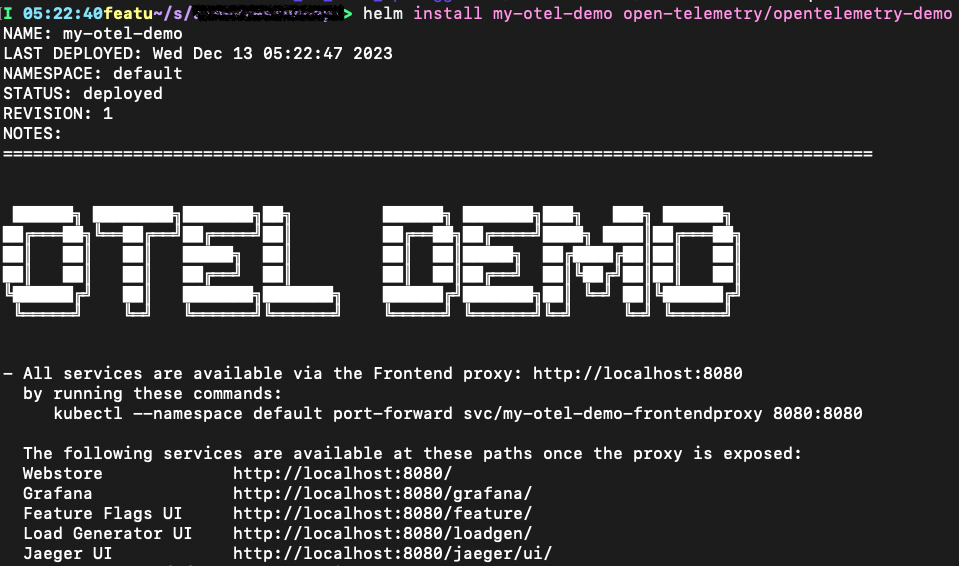 I 05:22:40featu~/s/ > helm install my-otel-demo open-telemetry/opentelemetry-demo
NAME: my-otel-demo
LAST DEPLOYED: Wed Dec 13 05:22:47 2023
NAMESPACE: default
STATUS: deployed
REVISION: 1
NOTES:
=======================================================================================
OTEL DEMO
– All services are available via the Frontend proxy: http://localhost:8080
by running these commands:
kubectl --namespace default port-forward svc/my-otel-demo-frontendproxy 8080:8080
The following services are available at these paths once the proxy is exposed:
Webstore http://localhost:8080/
Grafana http://localhost:8080/grafana/
Feature Flags UI http://localhost:8080/feature/
Load Generator UI http://localhost:8080/loadgen/
Jaeger UI http://localhost:8080/jaeger/ui/